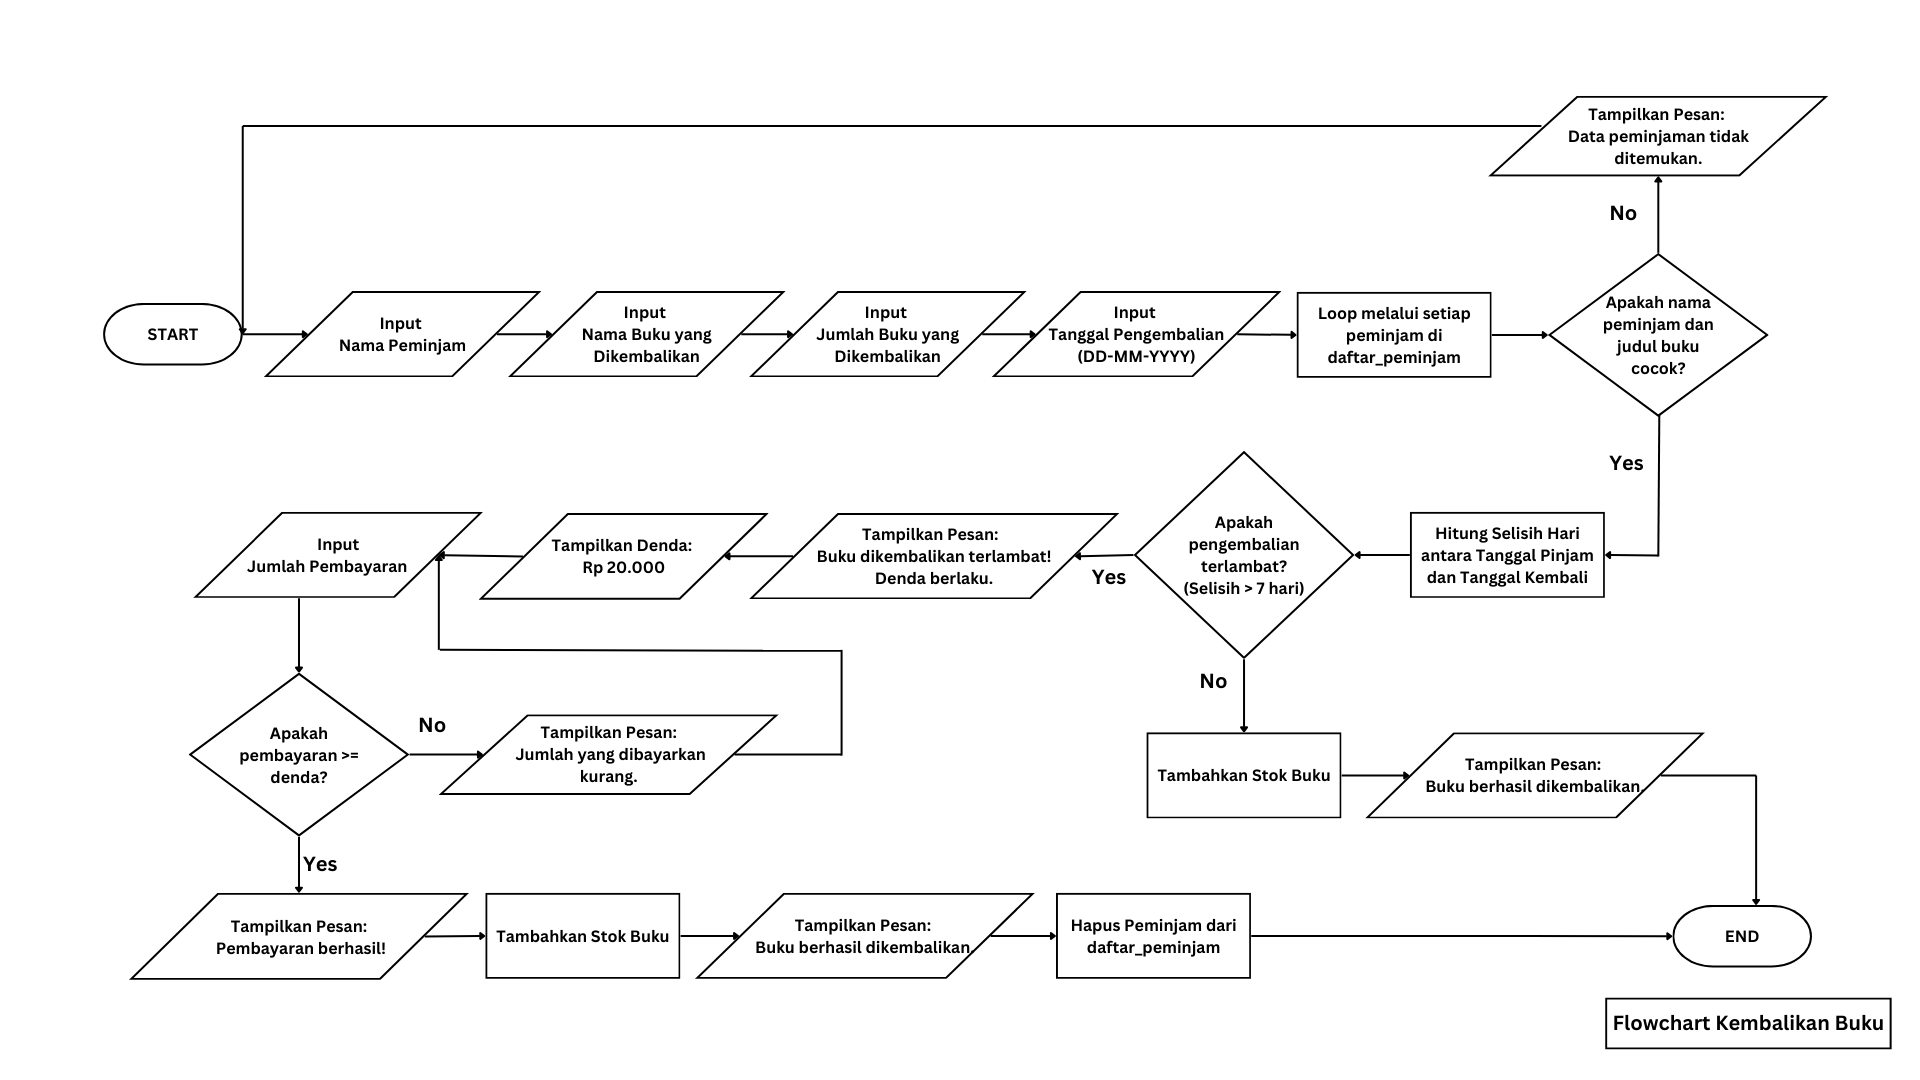 START
Input
Nama Peminjam
Input
Nama Buku yang
Dikembalikan
Input
Jumlah Buku yang
Dikembalikan
Input
Tanggal Pengembalian
(DD-MM-YYYY)
Loop melalui setiap
peminjam di
daftar_peminjam
Apakah nama
peminjam dan
judul buku
cocok?
No
Tampilkan Pesan:
Data peminjaman tidak
ditemukan.
Yes
Hitung Selisih Hari
antara Tanggal Pinjam
dan Tanggal Kembali
Apakah
pengembalian
terlambat?
(Selisih > 7 hari)
Yes
Tampilkan Pesan:
Buku dikembalikan terlambat!
Denda berlaku.
Tampilkan Denda:
Rp 20.000
Input
Jumlah Pembayaran
Apakah
pembayaran >=
denda?
No
Tampilkan Pesan:
Jumlah yang dibayarkan
kurang.
No
Tambahkan Stok Buku
Tampilkan Pesan:
Buku berhasil dikembalikan.
Yes
Tampilkan Pesan:
Pembayaran berhasil!
Tambahkan Stok Buku
Tampilkan Pesan:
Buku berhasil dikembalikan.
Hapus Peminjam dari
daftar_peminjam
END
Flowchart Kembalikan Buku